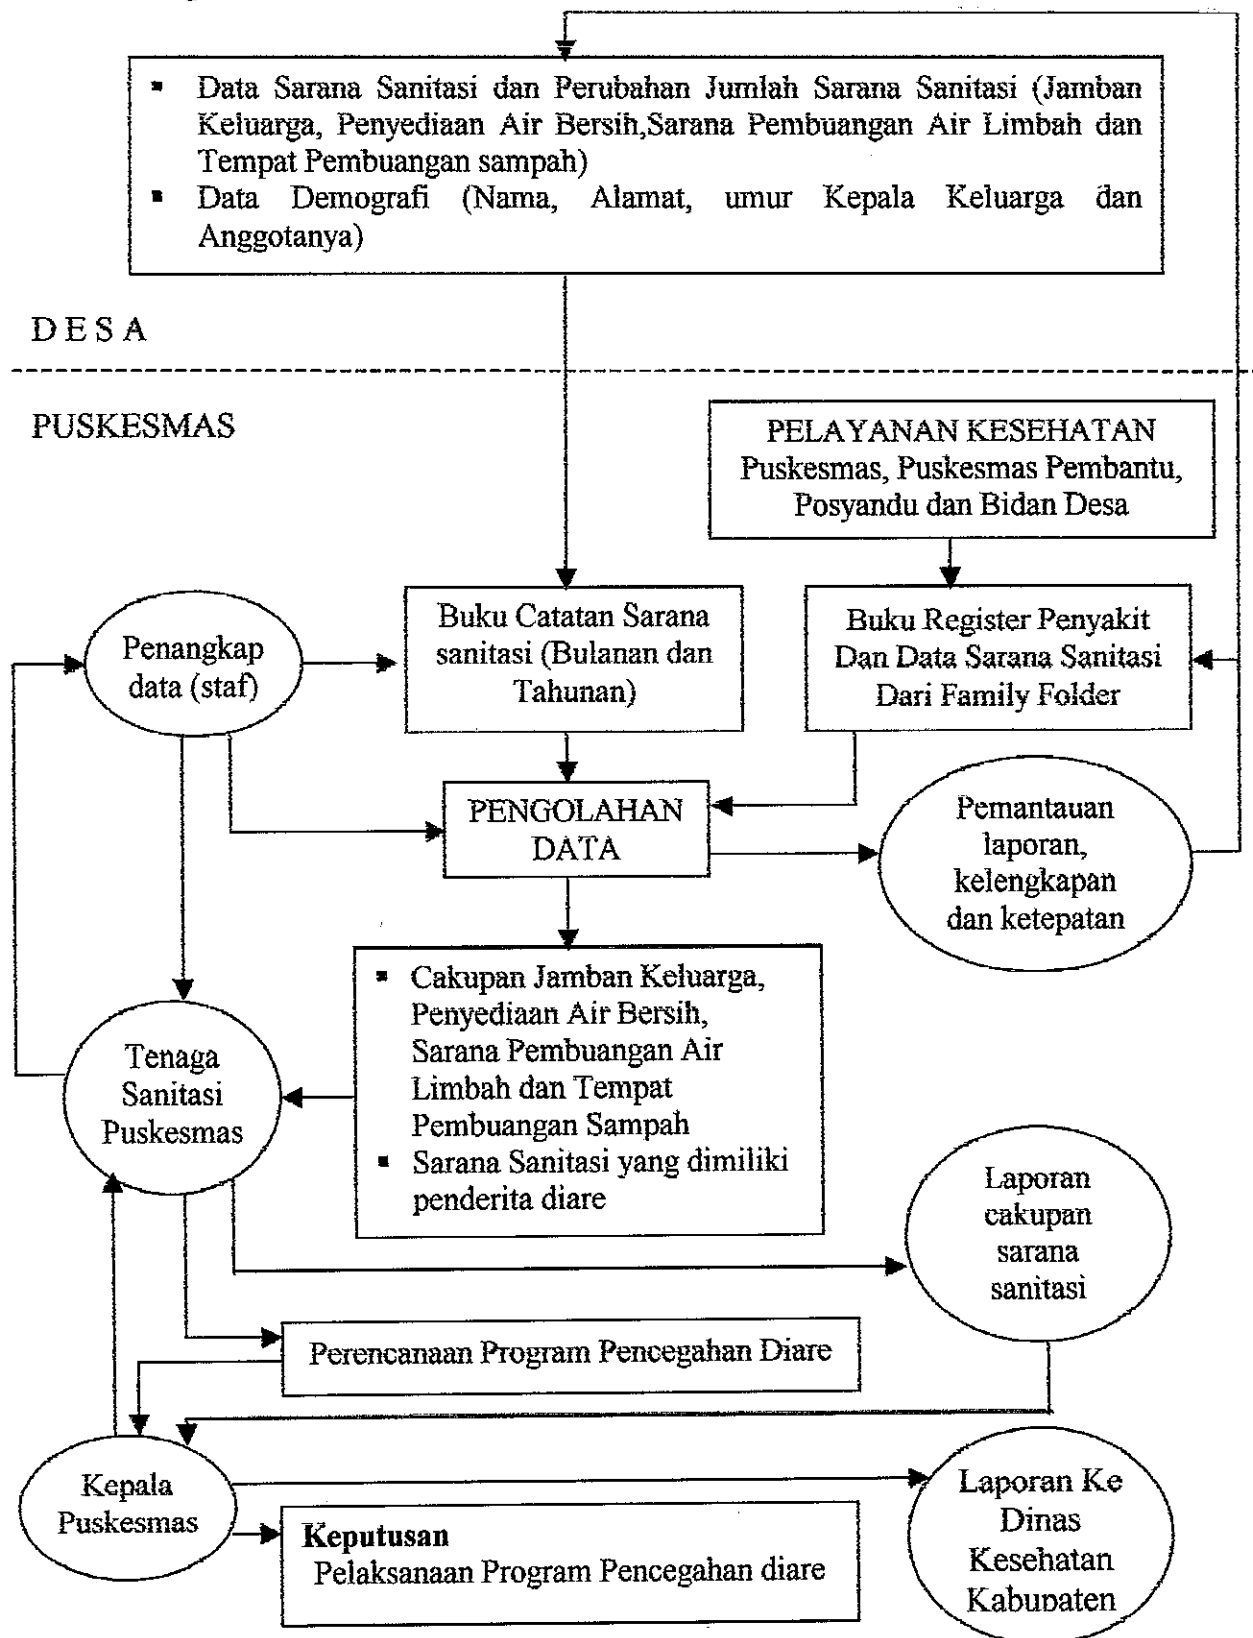 ▪ Data Sarana Sanitasi dan Perubahan Jumlah Sarana Sanitasi (Jamban
Keluarga, Penyediaan Air Bersih,Sarana Pembuangan Air Limbah dan
Tempat Pembuangan sampah)
▪ Data Demografi (Nama, Alamat, umur Kepala Keluarga dan
Anggotanya)
D E S A
PUSKESMAS
PELAYANAN KESEHATAN
Puskesmas, Puskesmas Pembantu,
Posyandu dan Bidan Desa
Penangkap
data (staf)
Buku Catatan Sarana
sanitasi (Bulanan dan
Tahunan)
Buku Register Penyakit
Dan Data Sarana Sanitasi
Dari Family Folder
PENGOLAHAN
DATA
Pemantauan
laporan,
kelengkapan
dan ketepatan
Tenaga
Sanitasi
Puskesmas
▪ Cakupan Jamban Keluarga,
Penyediaan Air Bersih,
Sarana Pembuangan Air
Limbah dan Tempat
Pembuangan Sampah
▪ Sarana Sanitasi yang dimiliki
penderita diare
Laporan
cakupan
sarana
sanitasi
Perencanaan Program Pencegahan Diare
Kepala
Puskesmas
Keputusan
Pelaksanaan Program Pencegahan diare
Laporan Ke
Dinas
Kesehatan
Kabupaten